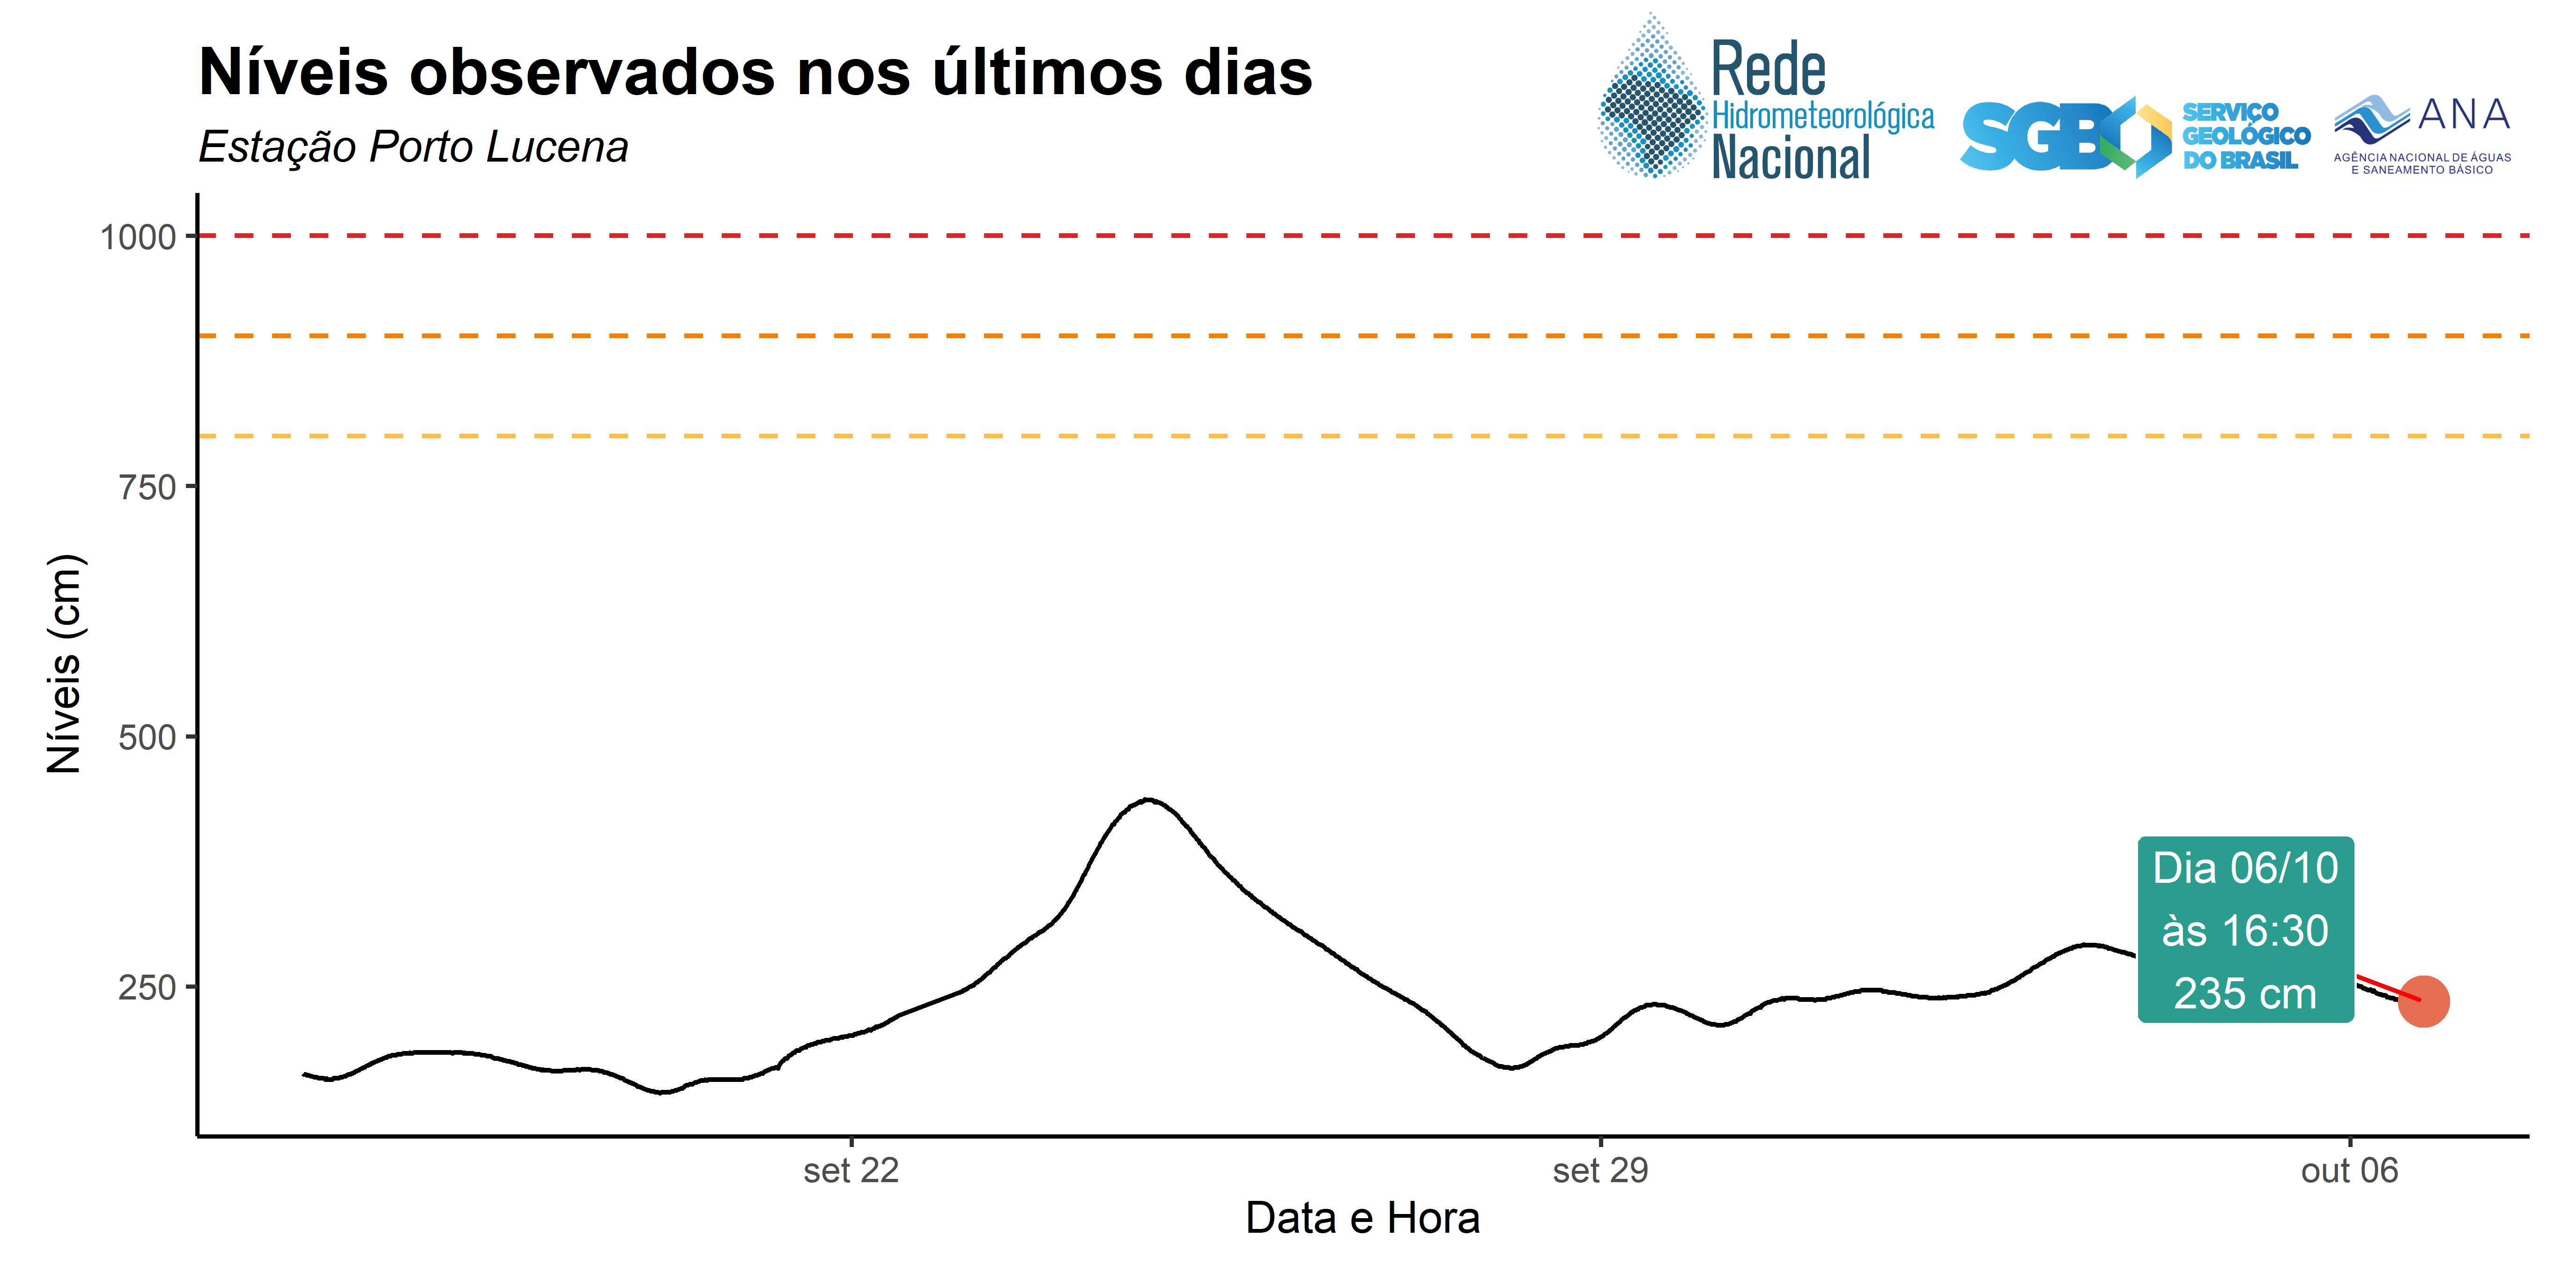 Níveis observados nos últimos dias
Estação Porto Lucena
Rede
Hidrometeorológica
Nacional
SGB
SERVIÇO
GEOLÓGICO
DO BRASIL
ANA
AGÊNCIA NACIONAL DE ÁGUAS
E SANEAMENTO BÁSICO
1000
750
500
250
Níveis (cm)
Dia 06/10
às 16:30
235 cm
set 22
set 29
out 06
Data e Hora